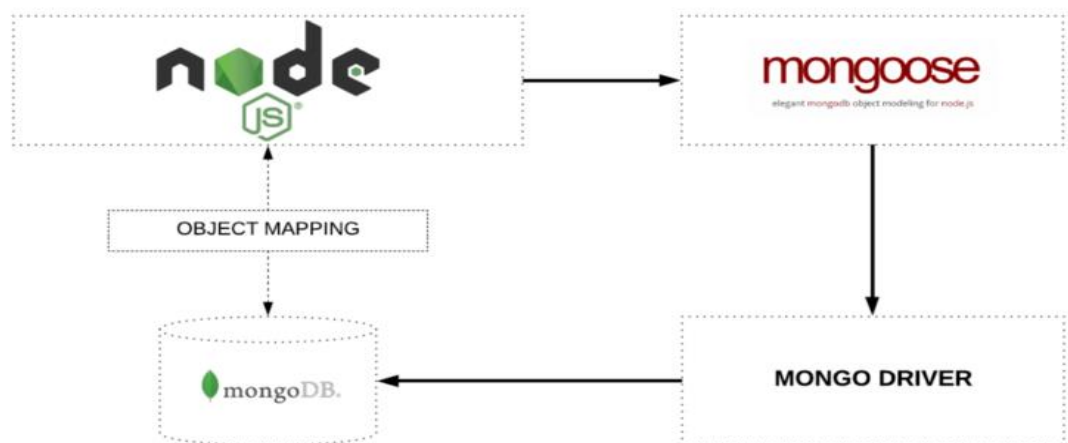 node
JS®
mongoose
elegant mongodb object modeling for node.js
OBJECT MAPPING
mongoDB.
MONGO DRIVER